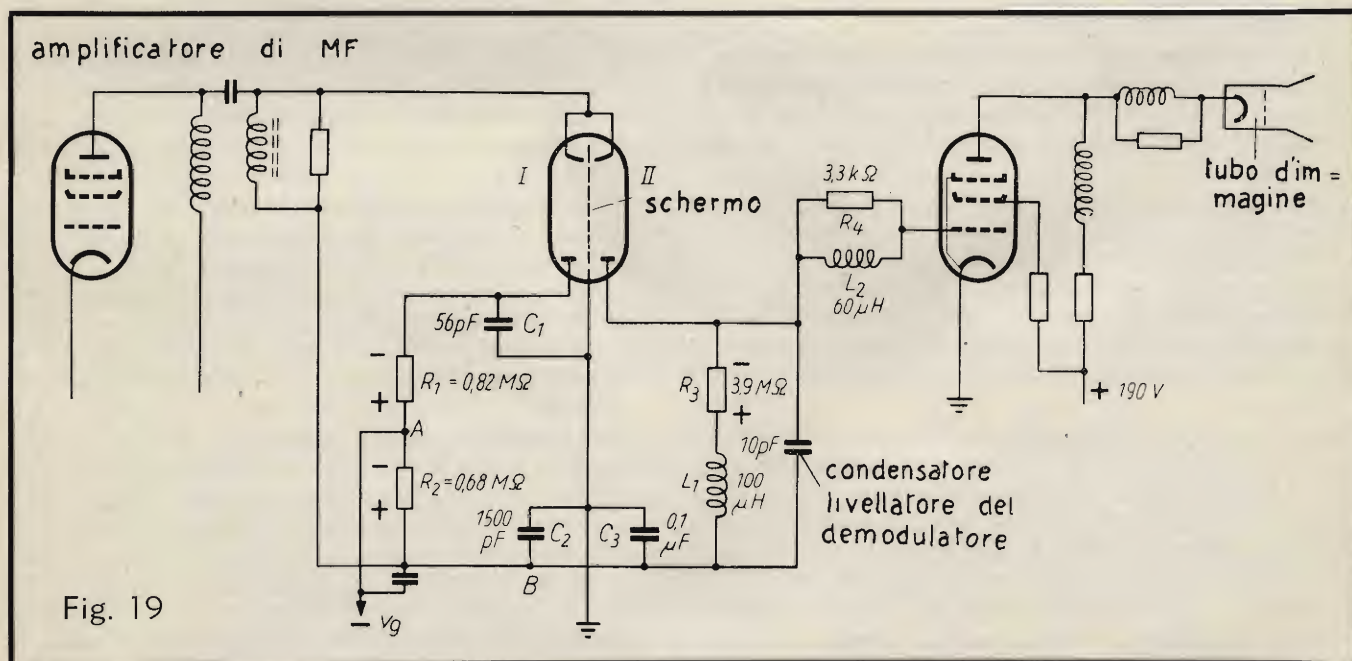 amplificatore di MF
I
II
schermo
56pF
C₁
−
R₁ = 0,82 MΩ
+
A
−
R₂ = 0,68 MΩ
+
1500
pF
C₂
C₃
0,1
μF
B
− vg
3,3 kΩ
R₄
L₂
60μH
R₃
−
3,9 MΩ
+
L₁
100
μH
10pF
condensatore
livellatore del
demodulatore
+ 190 V
tubo d'im=
magine
Fig. 19